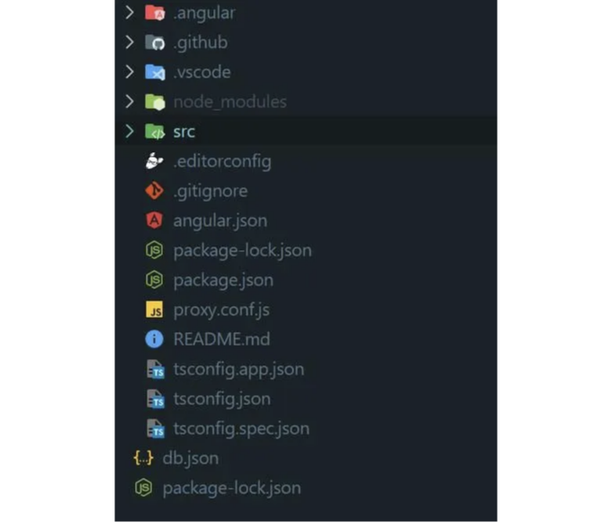 .angular
.github
.vscode
node_modules
src
.editorconfig
.gitignore
angular.json
package-lock.json
package.json
proxy.conf.js
README.md
tsconfig.app.json
tsconfig.json
tsconfig.spec.json
db.json
package-lock.json